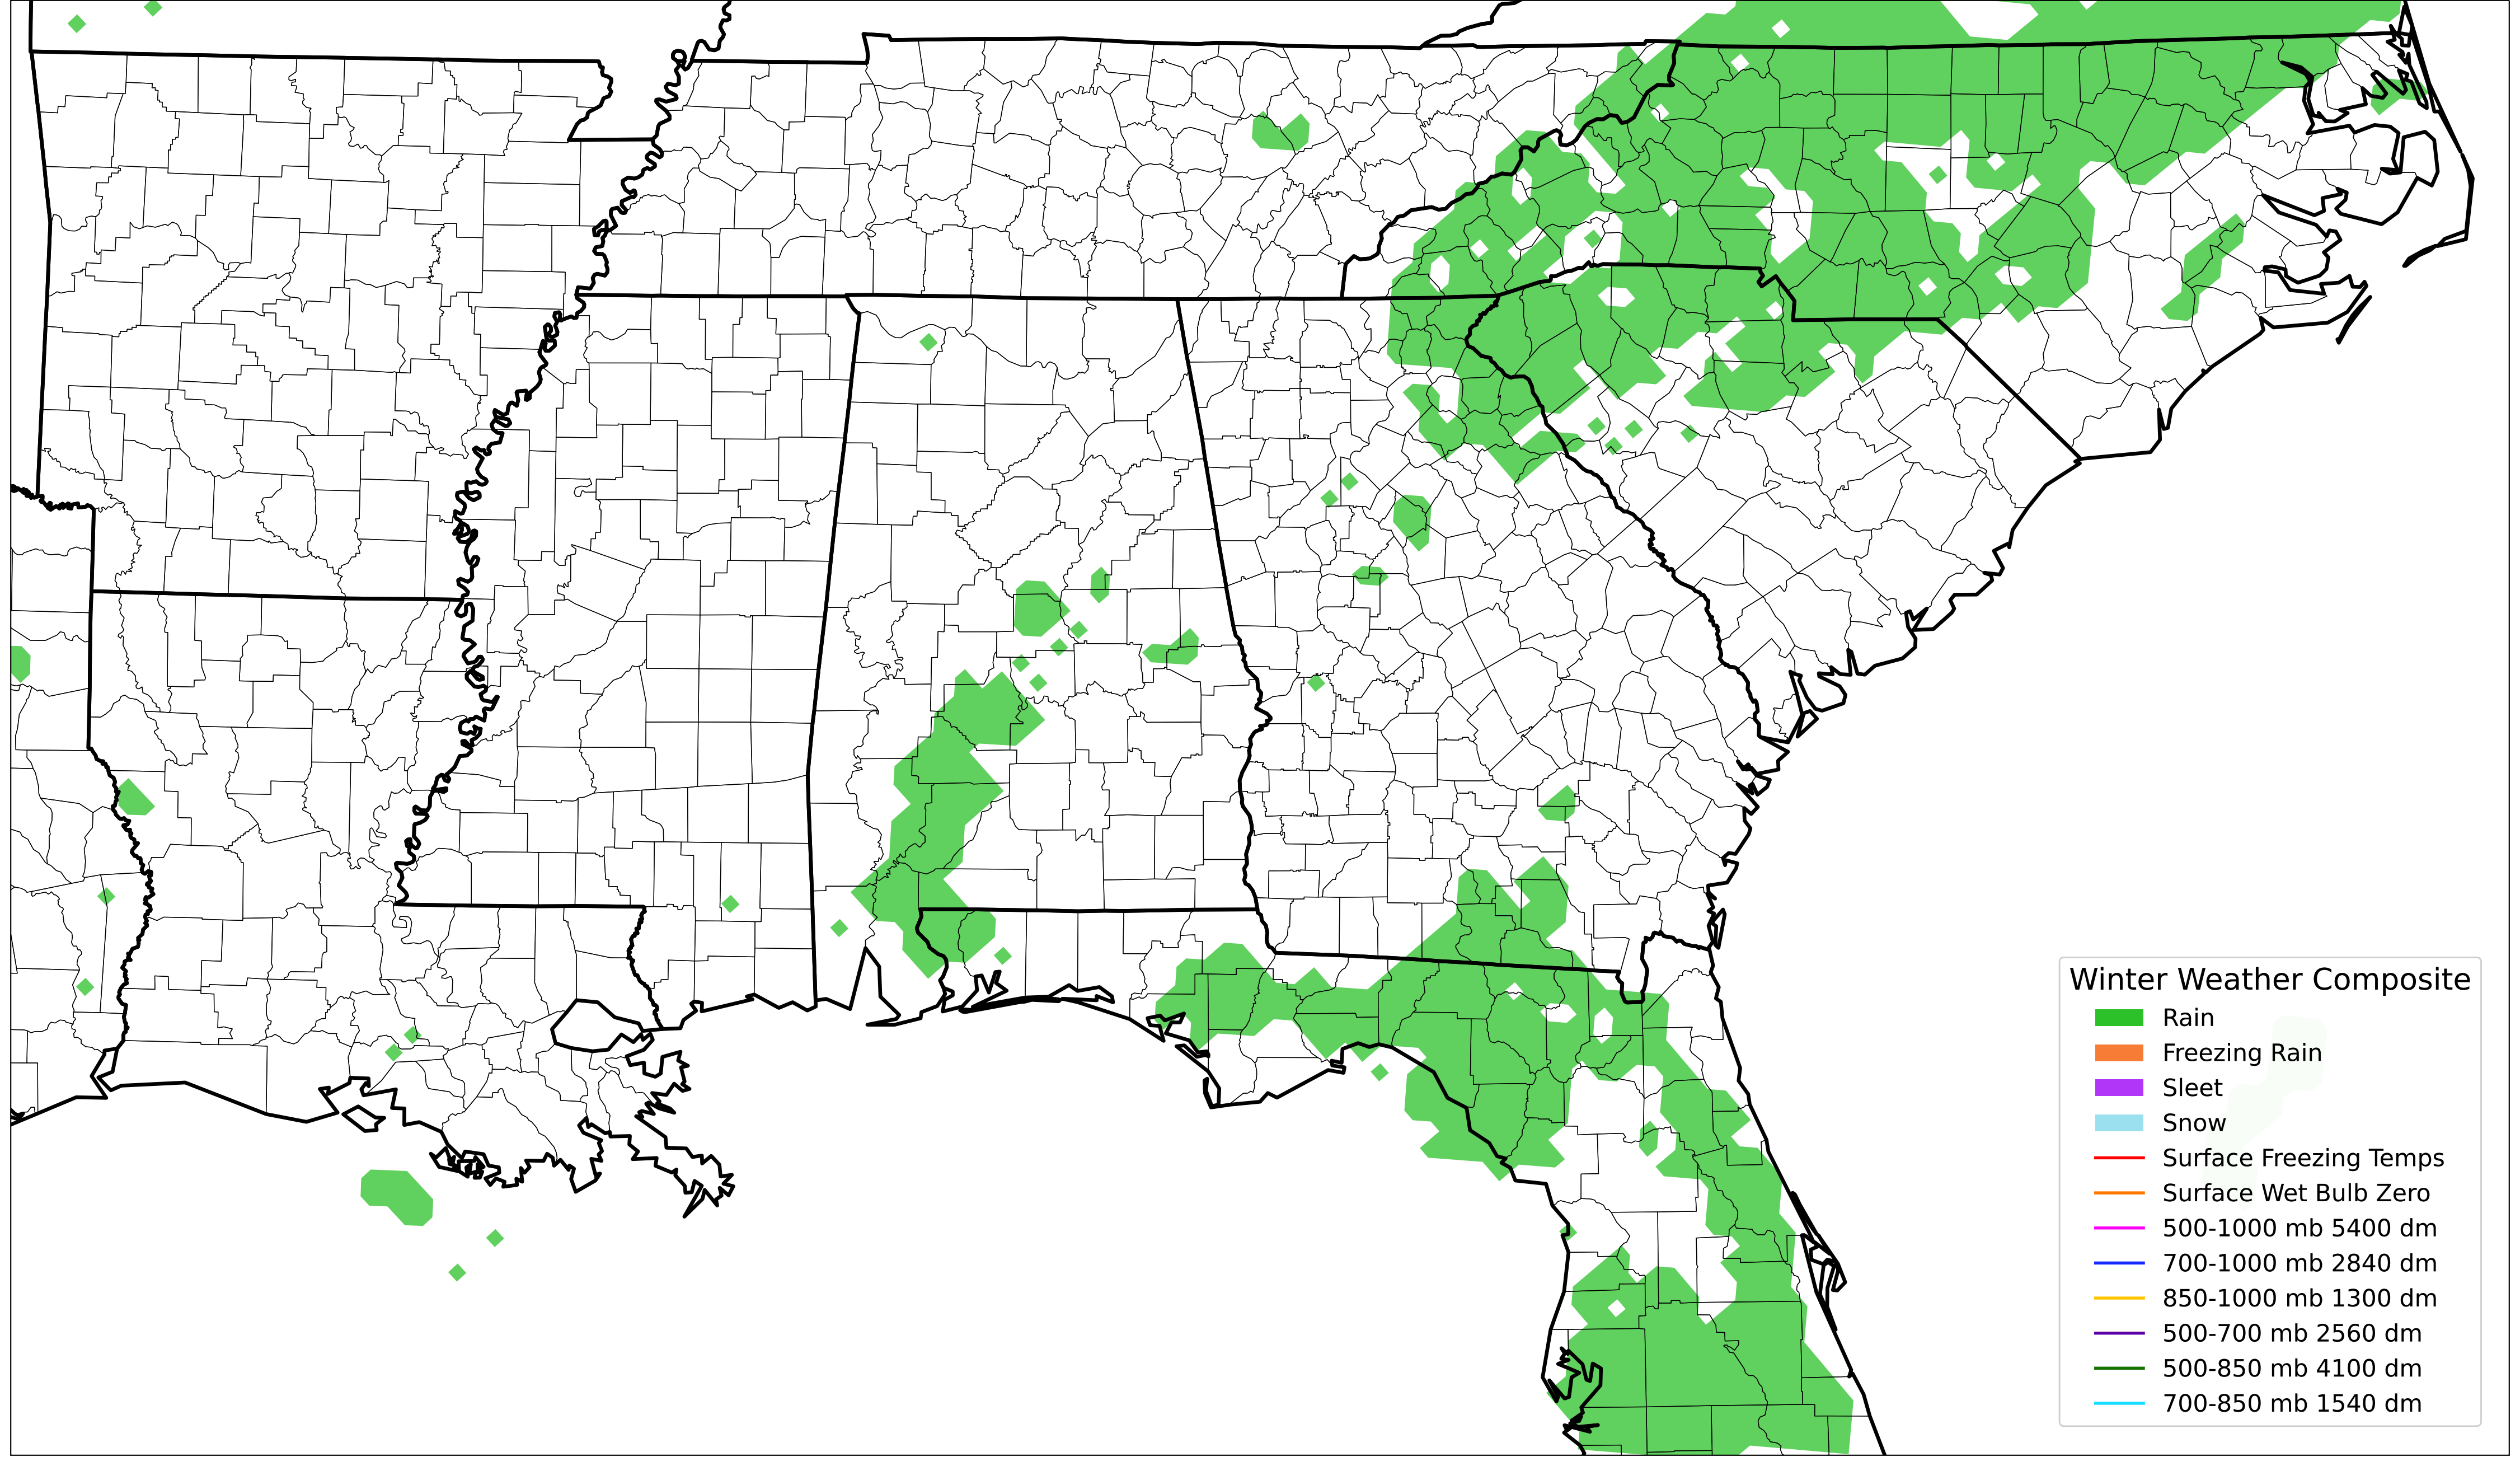 Winter Weather Composite
Rain
Freezing Rain
Sleet
Snow
Surface Freezing Temps
Surface Wet Bulb Zero
500-1000 mb 5400 dm
700-1000 mb 2840 dm
850-1000 mb 1300 dm
500-700 mb 2560 dm
500-850 mb 4100 dm
700-850 mb 1540 dm